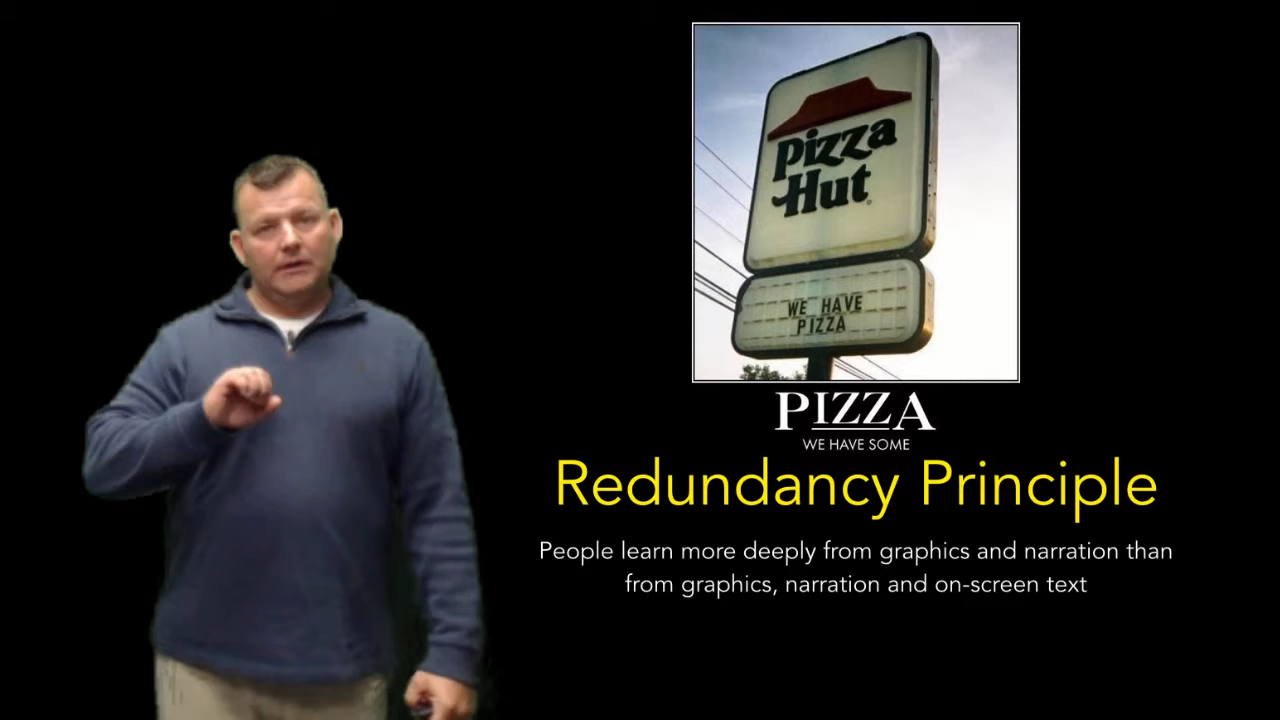 Pizza
Hut
WE HAVE
PIZZA
PIZZA
WE HAVE SOME
Redundancy Principle
People learn more deeply from graphics and narration than
from graphics, narration and on-screen text